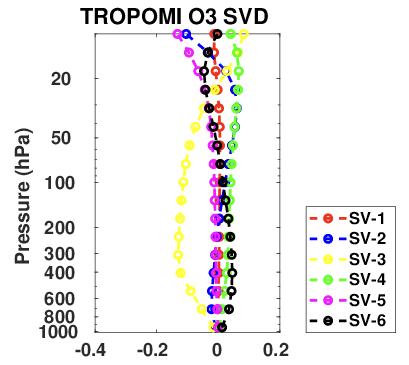 TROPOMI O3 SVD
Pressure (hPa)
20
50
100
200
300
400
600
800
1000
-0.4
-0.2
0
0.2
SV-1
SV-2
SV-3
SV-4
SV-5
SV-6